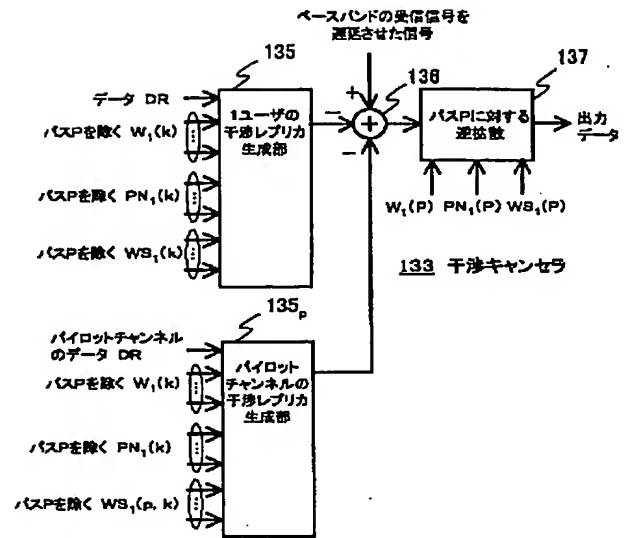 ベースバンドの受信信号を
遅延させた信号
135
137
データ DR
+
136
1ユーザの
干渉レプリカ
生成部
−
+
パスPに対する
逆拡散
出力
データ
パスPを除く W₁(k)
−
パスPを除く PN₁(k)
W₁(P) PN₁(P) WS₁(P)
パスPを除く WS₁(k)
133 干渉キャンセラ
135p
パイロットチャンネル
のデータ DR
パイロット
チャンネルの
干渉レプリカ
生成部
パスPを除く W₁(k)
パスPを除く PN₁(k)
パスPを除く WS₁(p, k)